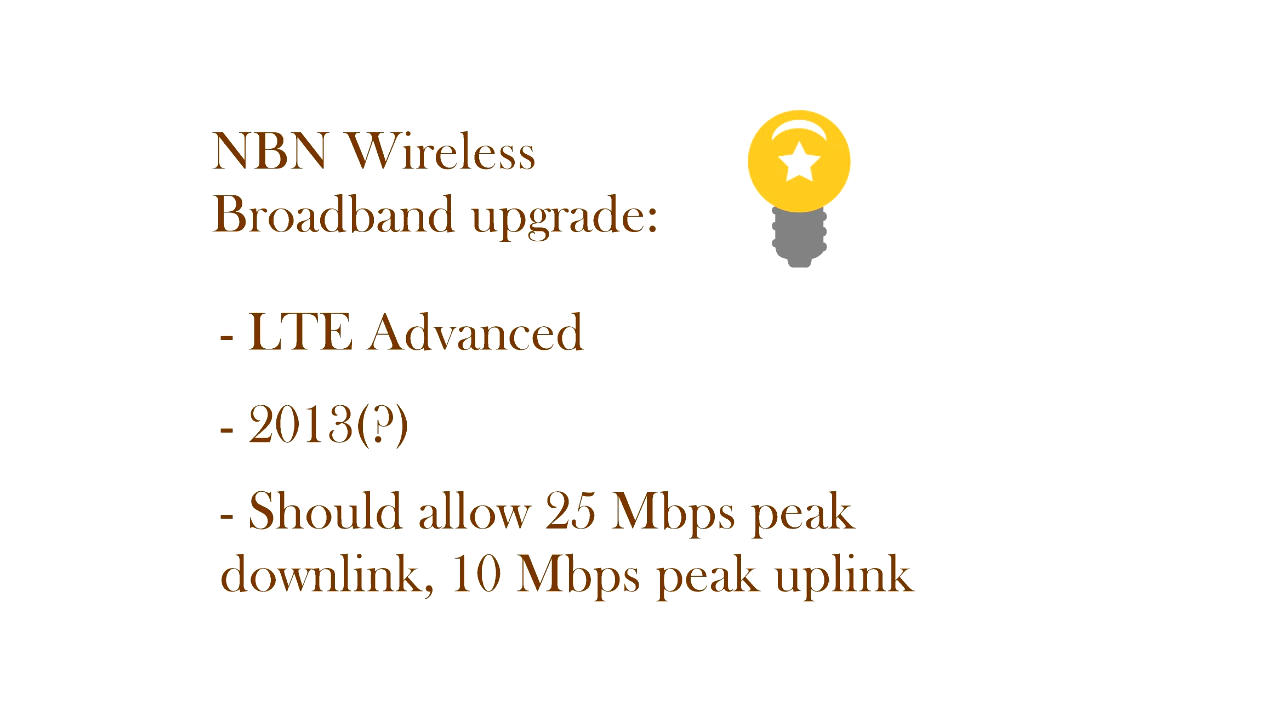 NBN Wireless
Broadband upgrade:
- LTE Advanced
- 2013(?)
- Should allow 25 Mbps peak
downlink, 10 Mbps peak uplink